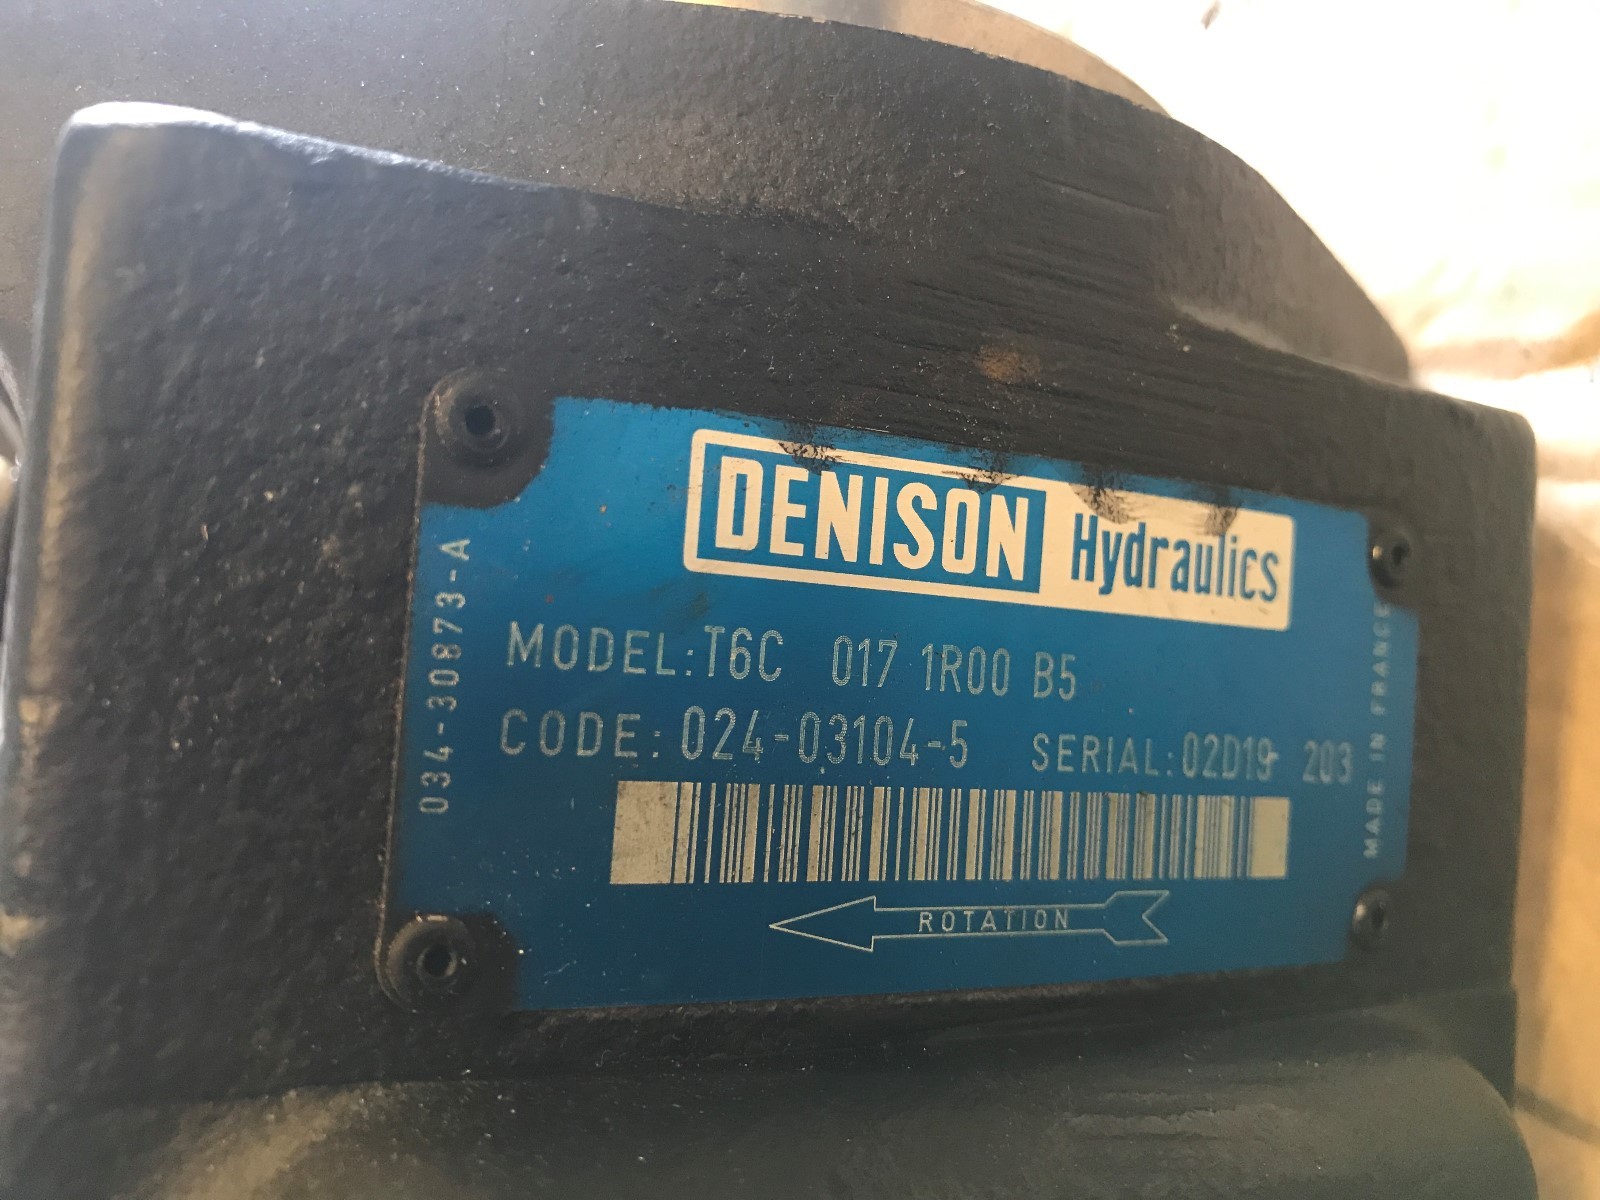 DENISON Hydraulics
MODEL: T6C 017 1R00 B5
CODE: 024-03104-5 SERIAL: 02D19- 203
ROTATION
034-30873-A
MADE IN FRANCE